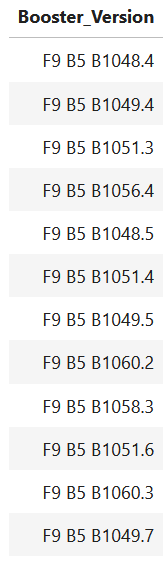 Booster_Version
F9 B5 B1048.4
F9 B5 B1049.4
F9 B5 B1051.3
F9 B5 B1056.4
F9 B5 B1048.5
F9 B5 B1051.4
F9 B5 B1049.5
F9 B5 B1060.2
F9 B5 B1058.3
F9 B5 B1051.6
F9 B5 B1060.3
F9 B5 B1049.7